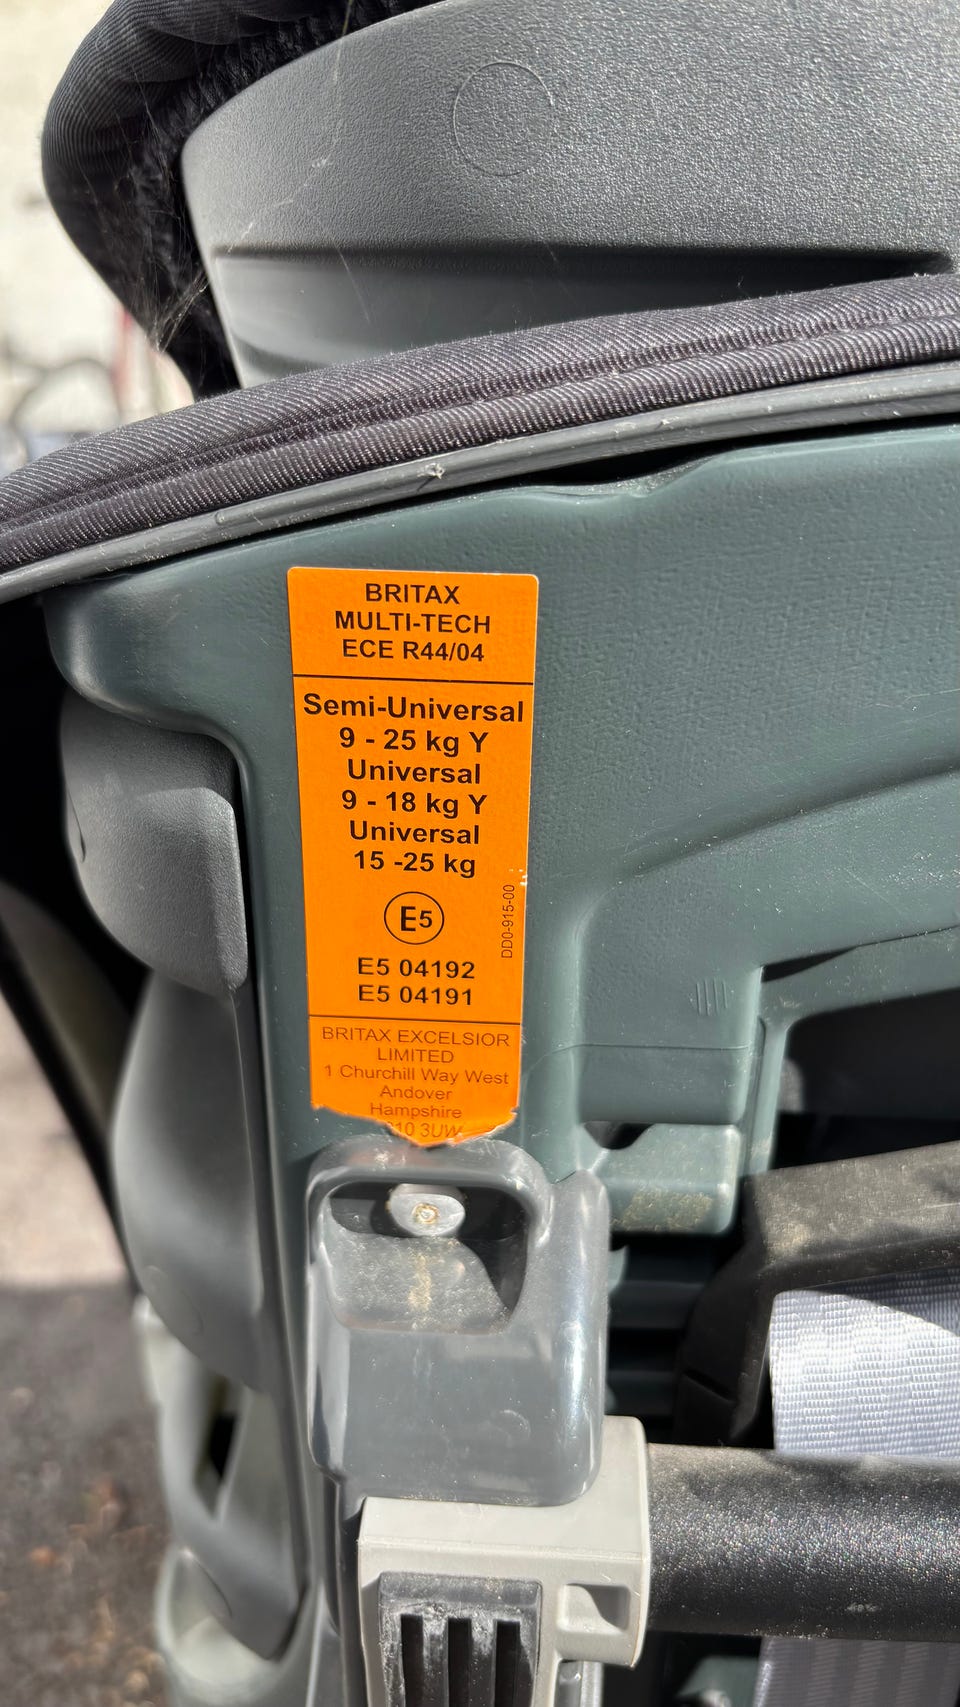 BRITAX
MULTI-TECH
ECE R44/04
Semi-Universal
9 - 25 kg Y
Universal
9 - 18 kg Y
Universal
15 -25 kg
E5
E5 04192
E5 04191
DD0-915-00
BRITAX EXCELSIOR
LIMITED
1 Churchill Way West
Andover
Hampshire
3UW